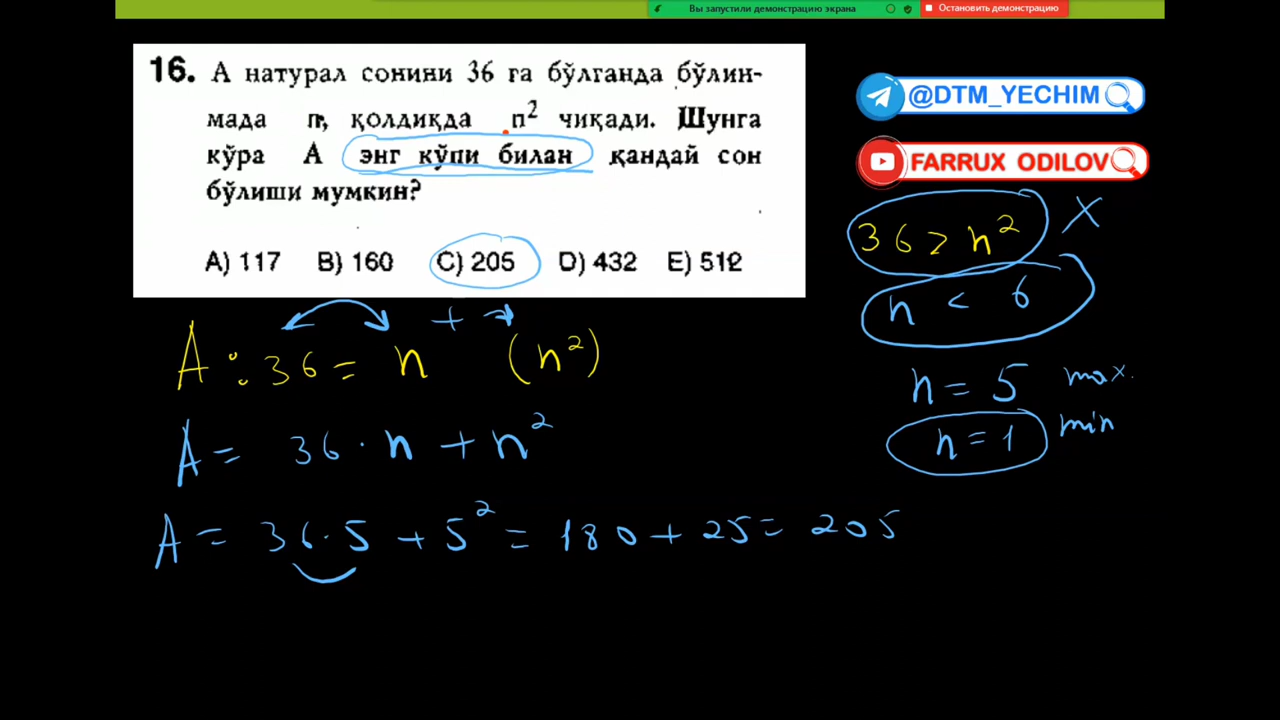 Вы запустили демонстрацию экрана
Остановить демонстрацию
16. А натурал сонини 36 га бўлганда бўлин-
мада n, қолдиқда n² чиқади. Шунга
кўра А энг кўпи билан қандай сон
бўлиши мумкин?
A) 117 B) 160 C) 205 D) 432 E) 512
@DTM_YECHIM
FARRUX ODILOV
36 > n² X
n < 6
n = 5 max.
n = 1 min
+
A : 36 = n (n²)
A = 36 · n + n²
A = 36 · 5 + 5² = 180 + 25 = 205